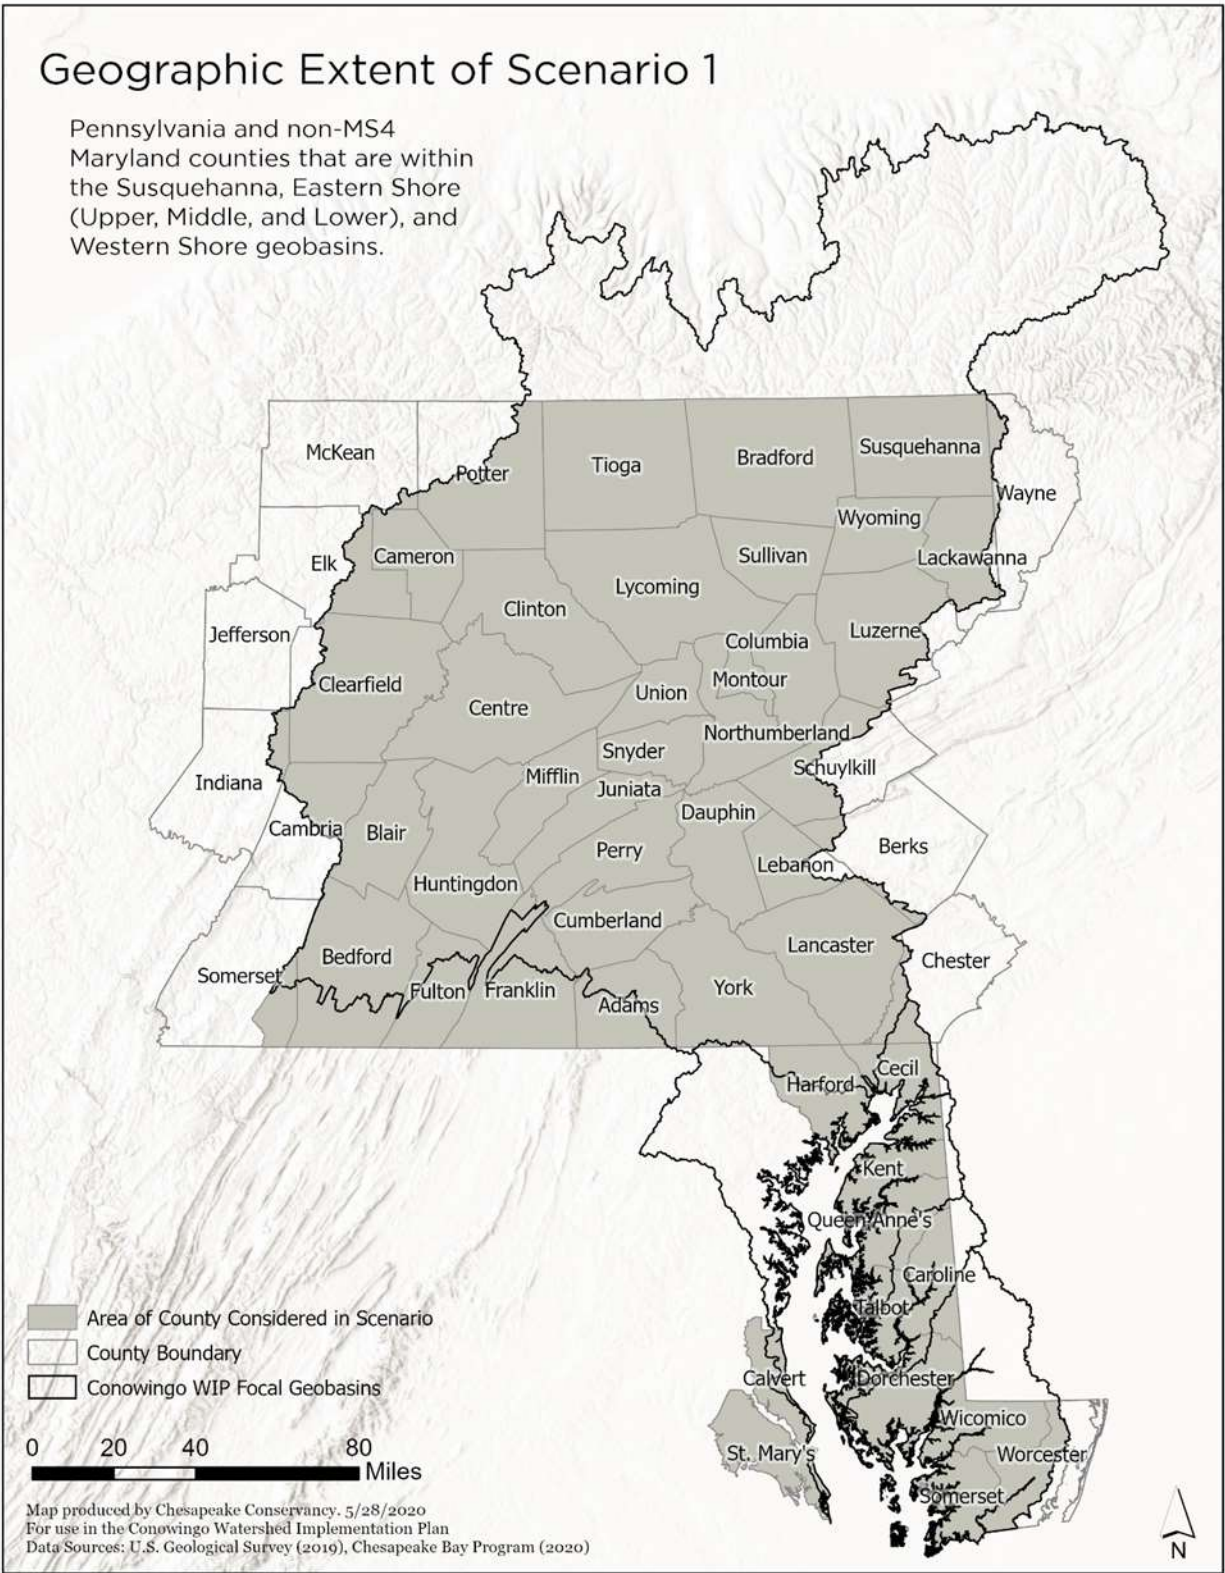 Geographic Extent of Scenario 1
Pennsylvania and non-MS4
Maryland counties that are within
the Susquehanna, Eastern Shore
(Upper, Middle, and Lower), and
Western Shore geobasins.
McKean
Potter
Tioga
Bradford
Susquehanna
Wayne
Wyoming
Elk
Cameron
Sullivan
Lackawanna
Lycoming
Clinton
Jefferson
Columbia
Luzerne
Clearfield
Centre
Union
Montour
Northumberland
Snyder
Schuylkill
Indiana
Mifflin
Juniata
Dauphin
Cambria
Blair
Perry
Berks
Lebanon
Huntingdon
Cumberland
Lancaster
Bedford
Chester
Somerset
Fulton
Franklin
York
Adams
Cecil
Harford
Kent
Queen Anne's
Caroline
Talbot
Calvert
Dorchester
Wicomico
St. Mary's
Worcester
Somerset
Area of County Considered in Scenario
County Boundary
Conowingo WIP Focal Geobasins
0 20 40 80
Miles
Map produced by Chesapeake Conservancy. 5/28/2020
For use in the Conowingo Watershed Implementation Plan
Data Sources: U.S. Geological Survey (2019), Chesapeake Bay Program (2020)
N